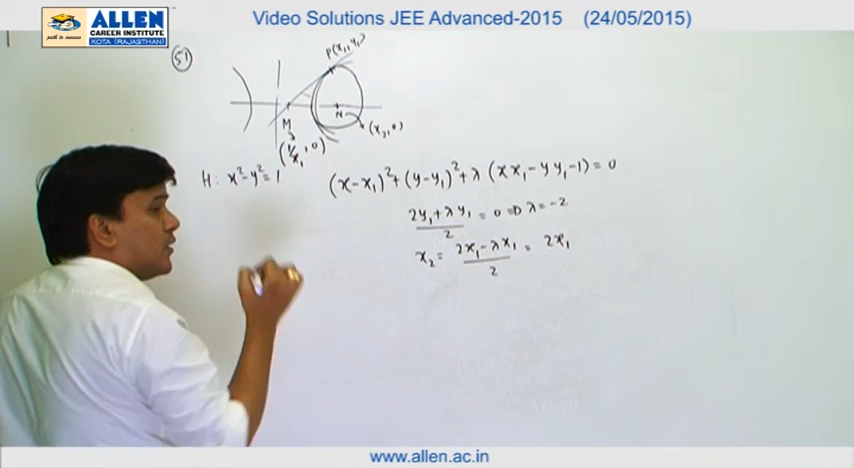 Video Solutions JEE Advanced-2015 (24/05/2015)
ALLEN
CAREER INSTITUTE
KOTA (RAJASTHAN)
path to success
51
P(x₁, y₁)
M
N
(x₂, 0)
(1/x₁, 0)
H: x² - y² = 1
(x - x₁)² + (y - y₁)² + λ (xx₁ - yy₁ - 1) = 0
(2y₁ + λy₁)/2 = 0 ⇒ λ = -2
x₂ = (2x₁ - λx₁)/2 = 2x₁
www.allen.ac.in